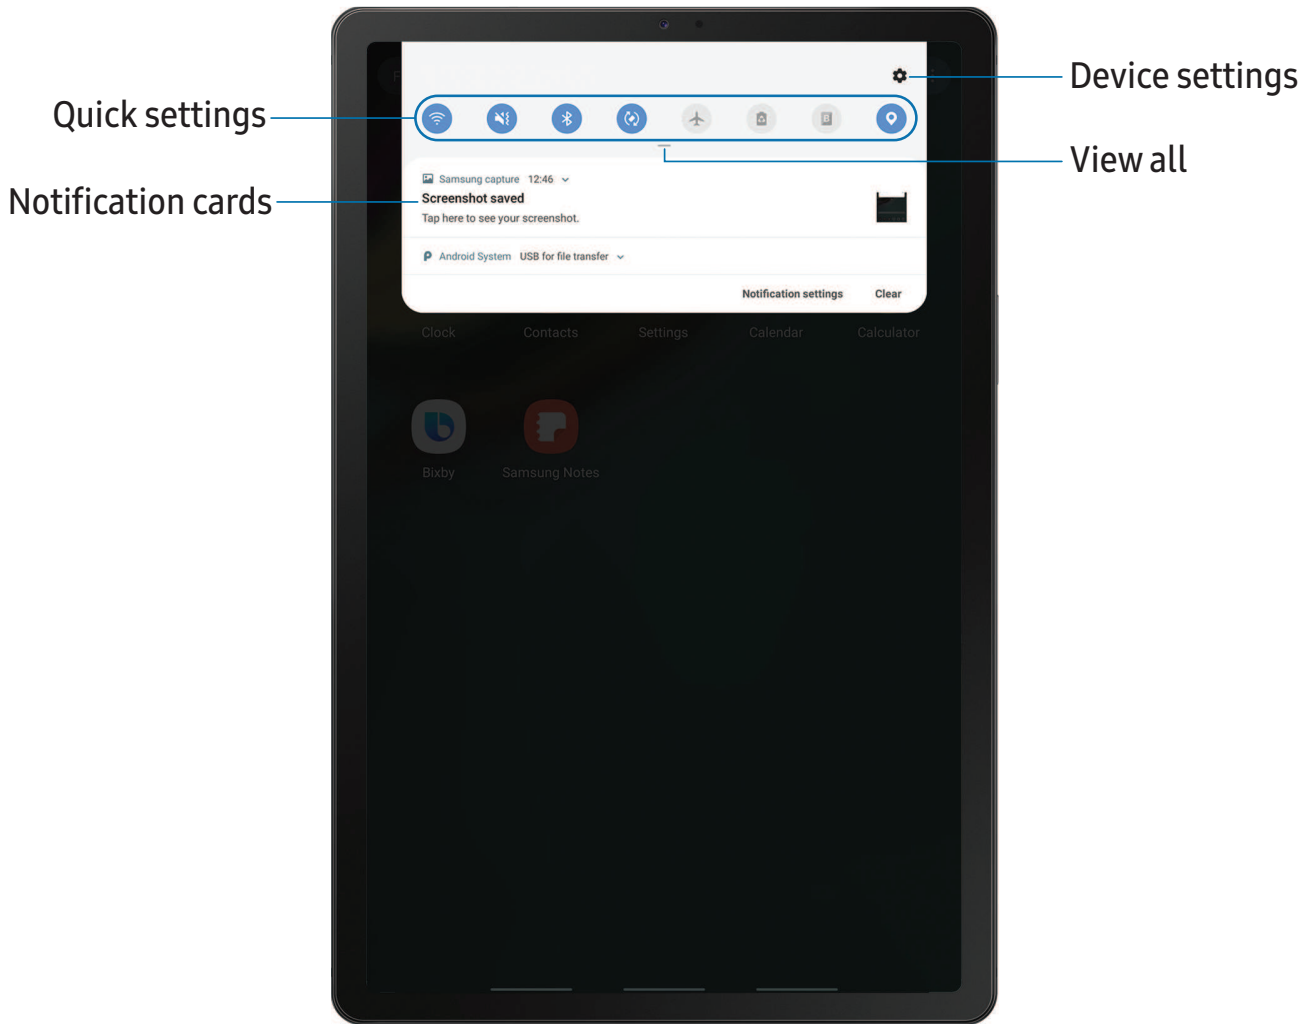 Device settings
Quick settings
View all
Samsung capture 12:46
Notification cards
Screenshot saved
Tap here to see your screenshot.
Android System USB for file transfer
Notification settings Clear
Clock Contacts Settings Calendar Calculator
Bixby Samsung Notes